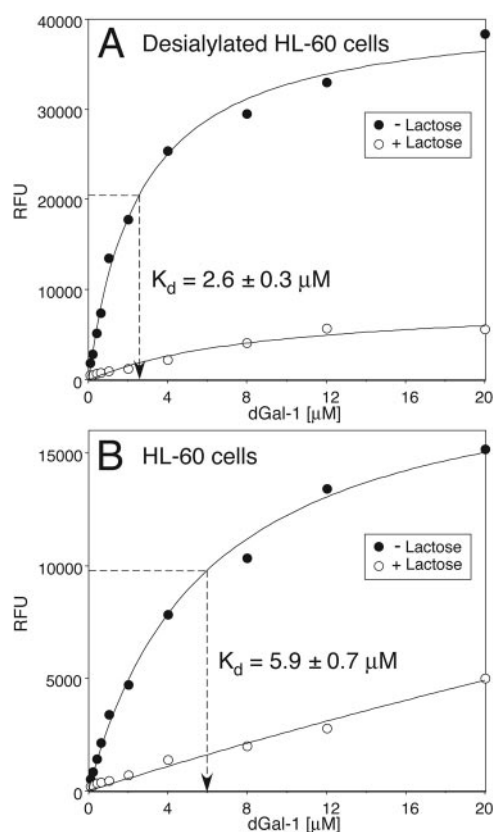 A Desialylated HL-60 cells
40000
30000
20000
10000
0
RFU
- Lactose
+ Lactose
Kd = 2.6 ± 0.3 µM
0 4 8 12 16 20
dGal-1 [µM]
B HL-60 cells
15000
10000
5000
0
RFU
- Lactose
+ Lactose
Kd = 5.9 ± 0.7 µM
0 4 8 12 16 20
dGal-1 [µM]